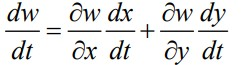 dw/dt = ∂w/∂x dx/dt + ∂w/∂y dy/dt